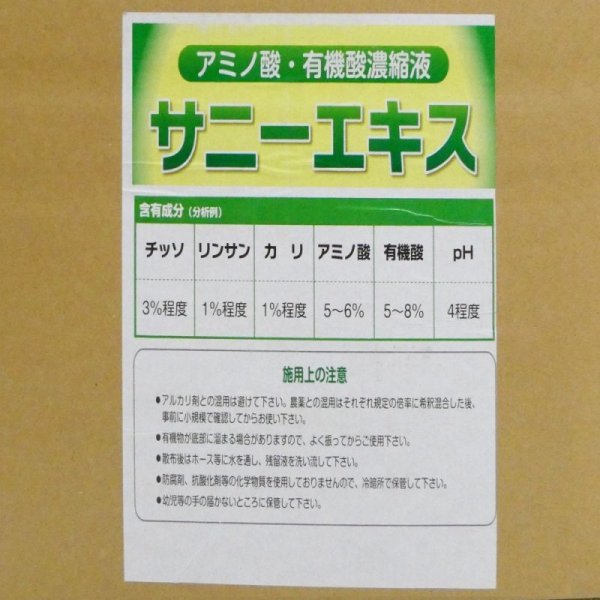 アミノ酸・有機酸濃縮液
サニーエキス
含有成分（分析例）
チッソ リンサン カ リ アミノ酸 有機酸 pH
3%程度 1%程度 1%程度 5〜6% 5〜8% 4程度
施用上の注意
●アルカリ剤との混用は避けて下さい。農薬との混用はそれぞれ規定の倍率に希釈混合した後、
事前に小規模で確認してからお使い下さい。
●有機物が底部に溜まる場合がありますので、よく振ってからご使用下さい。
●散布後はホース等に水を通し、残留液を洗い流して下さい。
●防腐剤、抗酸化剤等の化学物質を使用しておりませんので、冷暗所で保管して下さい。
●幼児等の手の届かないところに保管して下さい。